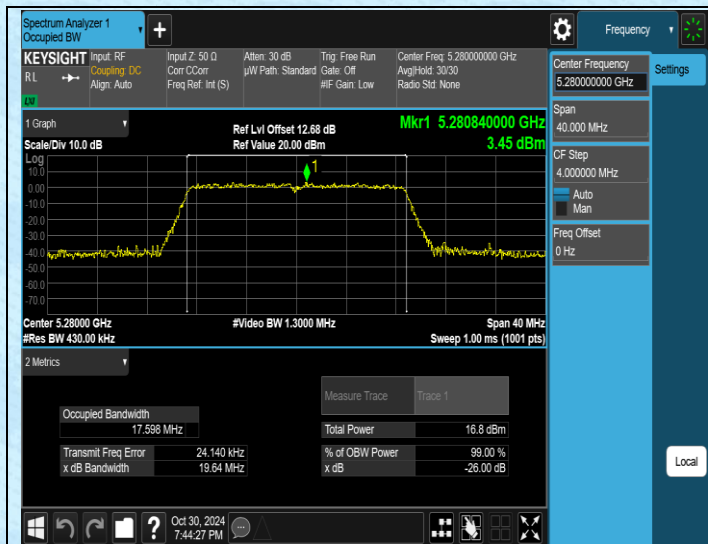 Spectrum Analyzer 1
Occupied BW
+
Frequency
KEYSIGHT Input: RF Input Z: 50 Ω Atten: 30 dB Trig: Free Run Center Freq: 5.280000000 GHz
RL Coupling: DC Corr CCorr µW Path: Standard Gate: Off Avg|Hold: 30/30
Align: Auto Freq Ref: Int (S) #IF Gain: Low Radio Std: None
LXI
Center Frequency
5.280000000 GHz
Settings
Span
40.000 MHz
CF Step
4.000000 MHz
Auto
Man
Freq Offset
0 Hz
1 Graph
Ref Lvl Offset 12.68 dB Mkr1 5.280840000 GHz
Scale/Div 10.0 dB Ref Value 20.00 dBm 3.45 dBm
Log
1
10.0
0.00
-10.0
-20.0
-30.0
-40.0
-50.0
-60.0
-70.0
Center 5.28000 GHz #Video BW 1.3000 MHz Span 40 MHz
#Res BW 430.00 kHz Sweep 1.00 ms (1001 pts)
2 Metrics
Measure Trace Trace 1
Occupied Bandwidth
17.598 MHz Total Power 16.8 dBm
Transmit Freq Error 24.140 kHz % of OBW Power 99.00 %
x dB Bandwidth 19.64 MHz x dB -26.00 dB
Local
? Oct 30, 2024
7:44:27 PM